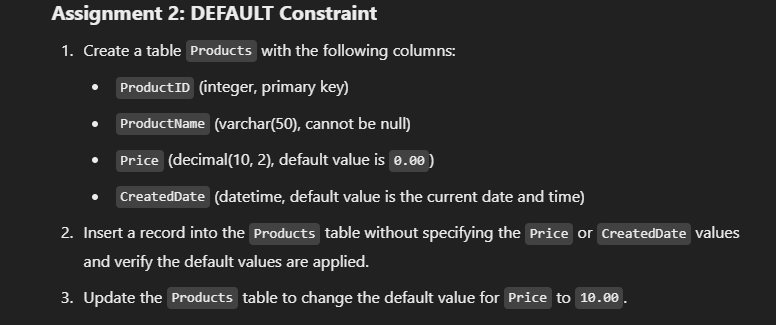 Assignment 2: DEFAULT Constraint
1. Create a table Products with the following columns:
• ProductID (integer, primary key)
• ProductName (varchar(50), cannot be null)
• Price (decimal(10, 2), default value is 0.00)
• CreatedDate (datetime, default value is the current date and time)
2. Insert a record into the Products table without specifying the Price or CreatedDate values
and verify the default values are applied.
3. Update the Products table to change the default value for Price to 10.00.